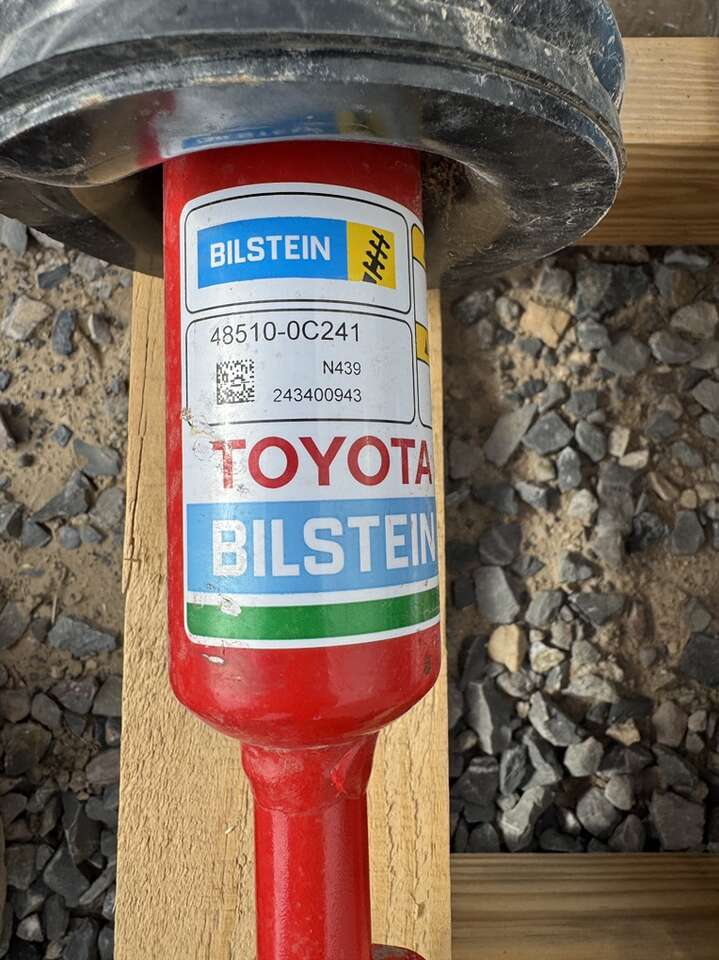 BILSTEIN
48510-0C241
N439
243400943
TOYOTA
BILSTEIN